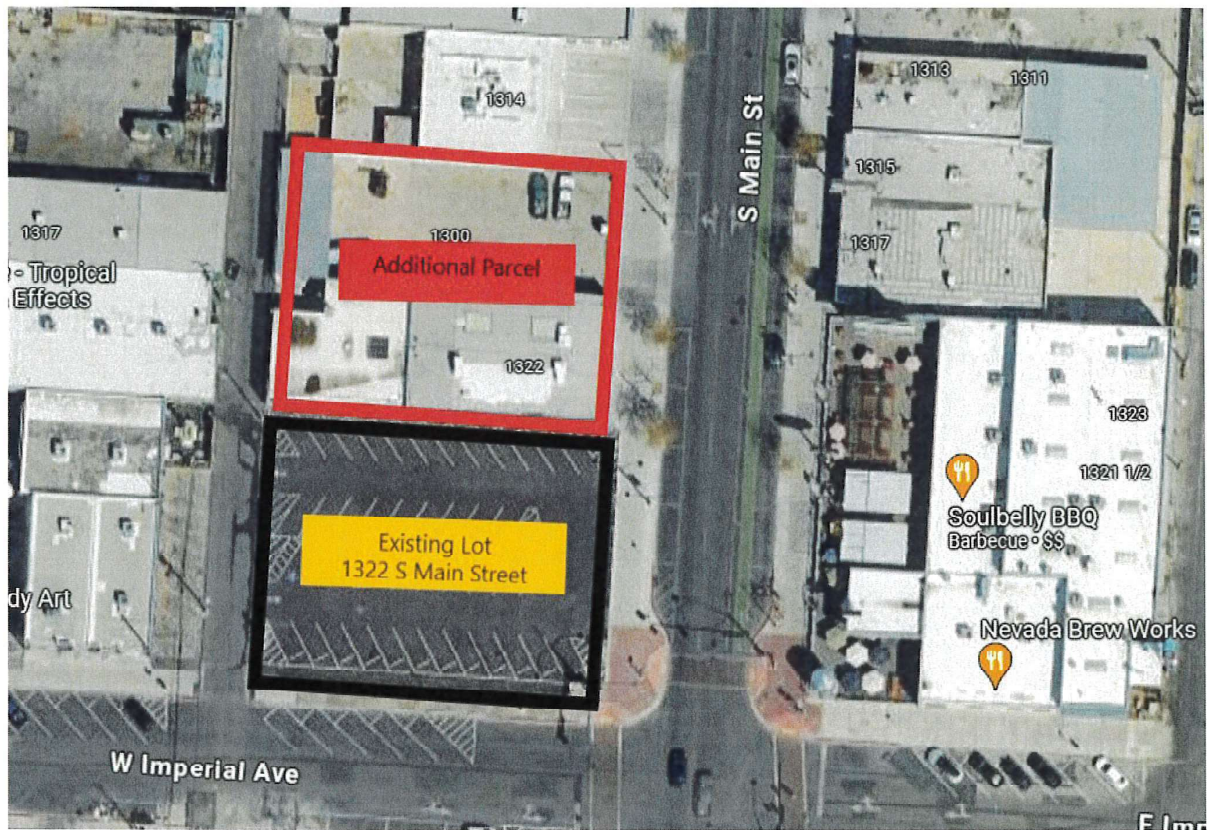 1313
1311
1314
S Main St
1315
1300
1317
1317
Additional Parcel
- Tropical
Effects
1322
1323
1321 1/2
Soulbelly BBQ
Barbecue • $$
Existing Lot
1322 S Main Street
dy Art
Nevada Brew Works
W Imperial Ave
E Imp